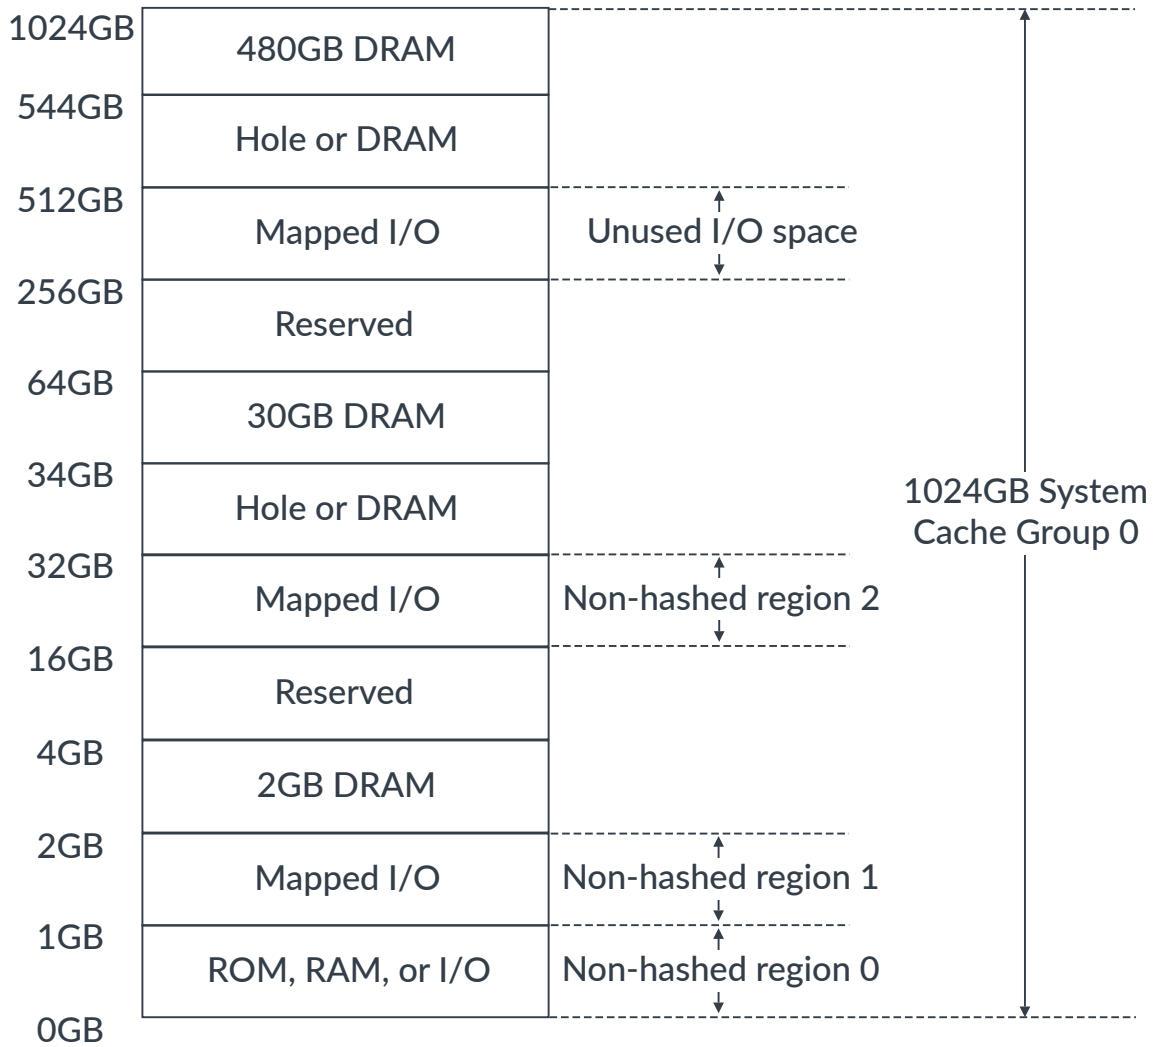 1024GB
480GB DRAM
544GB
Hole or DRAM
512GB
Mapped I/O
Unused I/O space
256GB
Reserved
64GB
30GB DRAM
34GB
1024GB System
Cache Group 0
Hole or DRAM
32GB
Mapped I/O
Non-hashed region 2
16GB
Reserved
4GB
2GB DRAM
2GB
Mapped I/O
Non-hashed region 1
1GB
ROM, RAM, or I/O
Non-hashed region 0
0GB